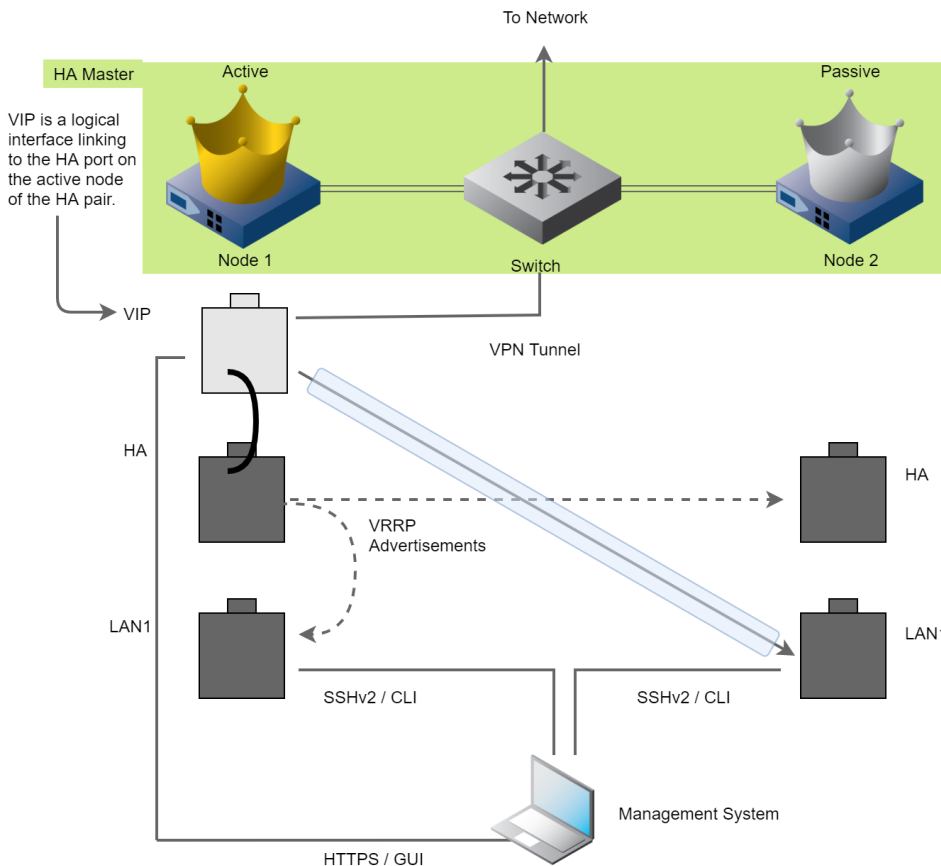 To Network
HA Master
Active
Passive
VIP is a logical
interface linking
to the HA port on
the active node
of the HA pair.
Node 1
Switch
Node 2
VIP
VPN Tunnel
HA
HA
VRRP
Advertisements
LAN1
LAN1
SSHv2 / CLI
SSHv2 / CLI
Management System
HTTPS / GUI